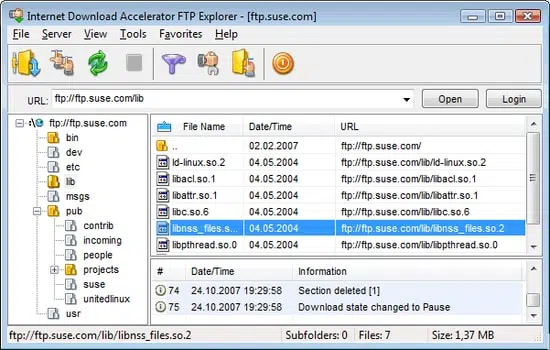 Internet Download Accelerator FTP Explorer - [ftp.suse.com]
File Server View Tools Favorites Help
URL: ftp://ftp.suse.com/lib Open Login
ftp://ftp.suse.com
bin
dev
etc
lib
msgs
pub
contrib
incoming
people
projects
suse
unitedlinux
usr
File Name Date/Time URL
.. 02.02.2007 ftp://ftp.suse.com/
ld-linux.so.2 04.05.2004 ftp://ftp.suse.com/lib/ld-linux.so.2
libacl.so.1 04.05.2004 ftp://ftp.suse.com/lib/libacl.so.1
libattr.so.1 04.05.2004 ftp://ftp.suse.com/lib/libattr.so.1
libc.so.6 04.05.2004 ftp://ftp.suse.com/lib/libc.so.6
libnss_files.s... 04.05.2004 ftp://ftp.suse.com/lib/libnss_files.so.2
libpthread.so.0 04.05.2004 ftp://ftp.suse.com/lib/libpthread.so.0
# Date/Time Information
74 24.10.2007 19:29:58 Section deleted [1]
75 24.10.2007 19:29:58 Download state changed to Pause
ftp://ftp.suse.com/lib/libnss_files.so.2 Subfolders: 0 Files: 7 Size: 1,37 MB